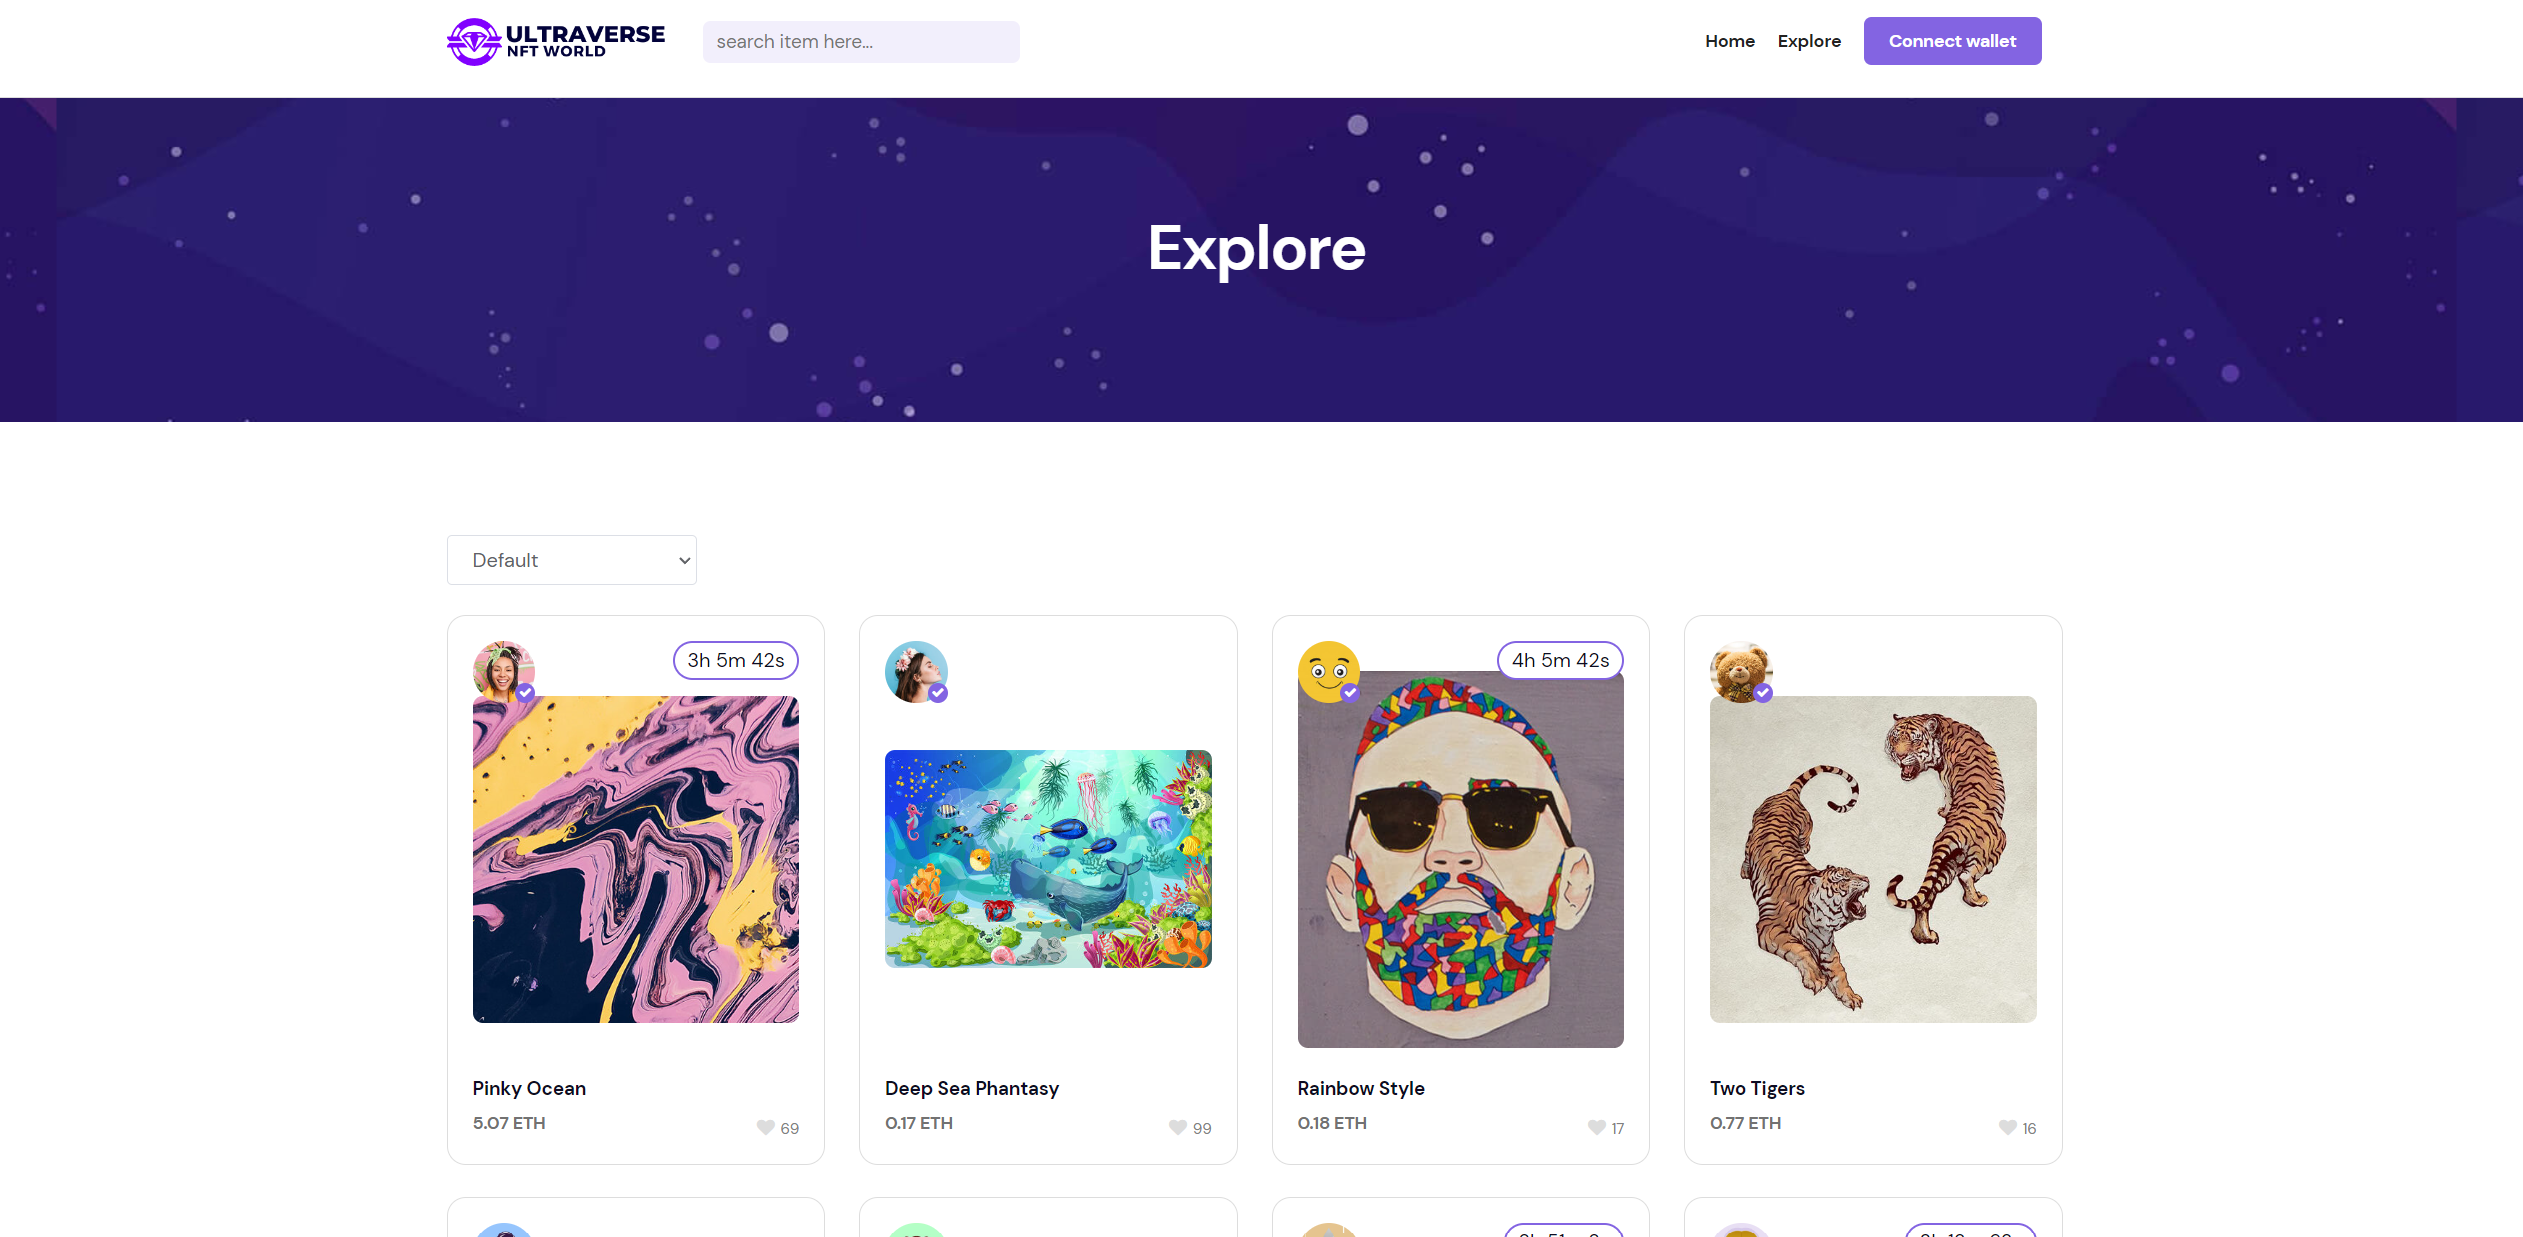 ULTRAVERSE
NFT WORLD
search item here...
Home
Explore
Connect wallet
Explore
Default
3h 5m 42s
4h 5m 42s
Pinky Ocean
5.07 ETH
69
Deep Sea Phantasy
0.17 ETH
99
Rainbow Style
0.18 ETH
17
Two Tigers
0.77 ETH
16